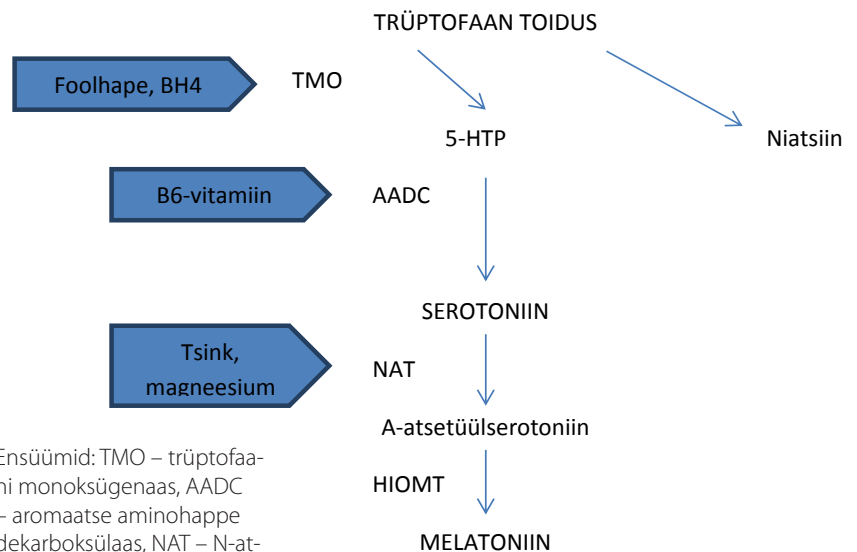 TRÜPTOFAAN TOIDUS
Foolhape, BH4
TMO
5-HTP
Niatsiin
B6-vitamiin
AADC
SEROTONIIN
Tsink,
magneesium
NAT
A-atsetüülserotoniin
Ensüümid: TMO – trüptofaa-
ni monoksügenaas, AADC
– aromaatse aminohappe
dekarboksülaas, NAT – N-at-
HIOMT
MELATONIIN